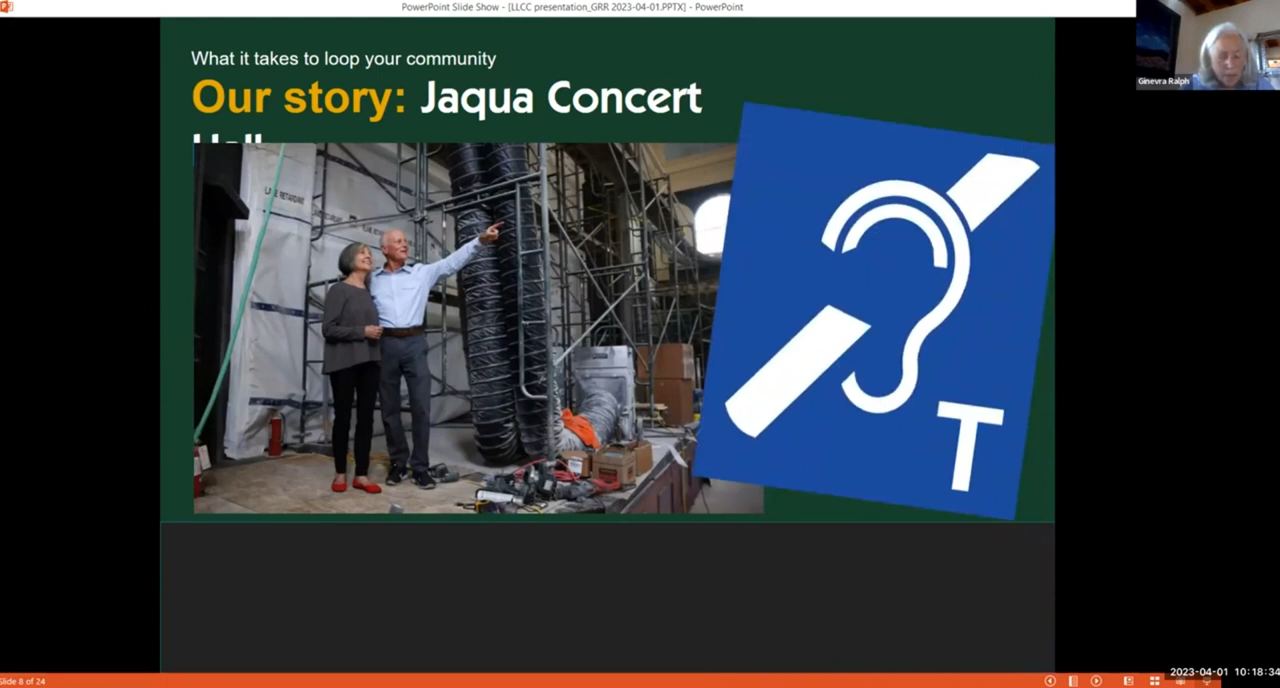 PowerPoint Slide Show - [LLCC presentation_GRR 2023-04-01.PPTX] - PowerPoint
Ginevra Ralph
What it takes to loop your community
Our story: Jaqua Concert
Hall
T
Slide 8 of 24
2023-04-01 10:18:34